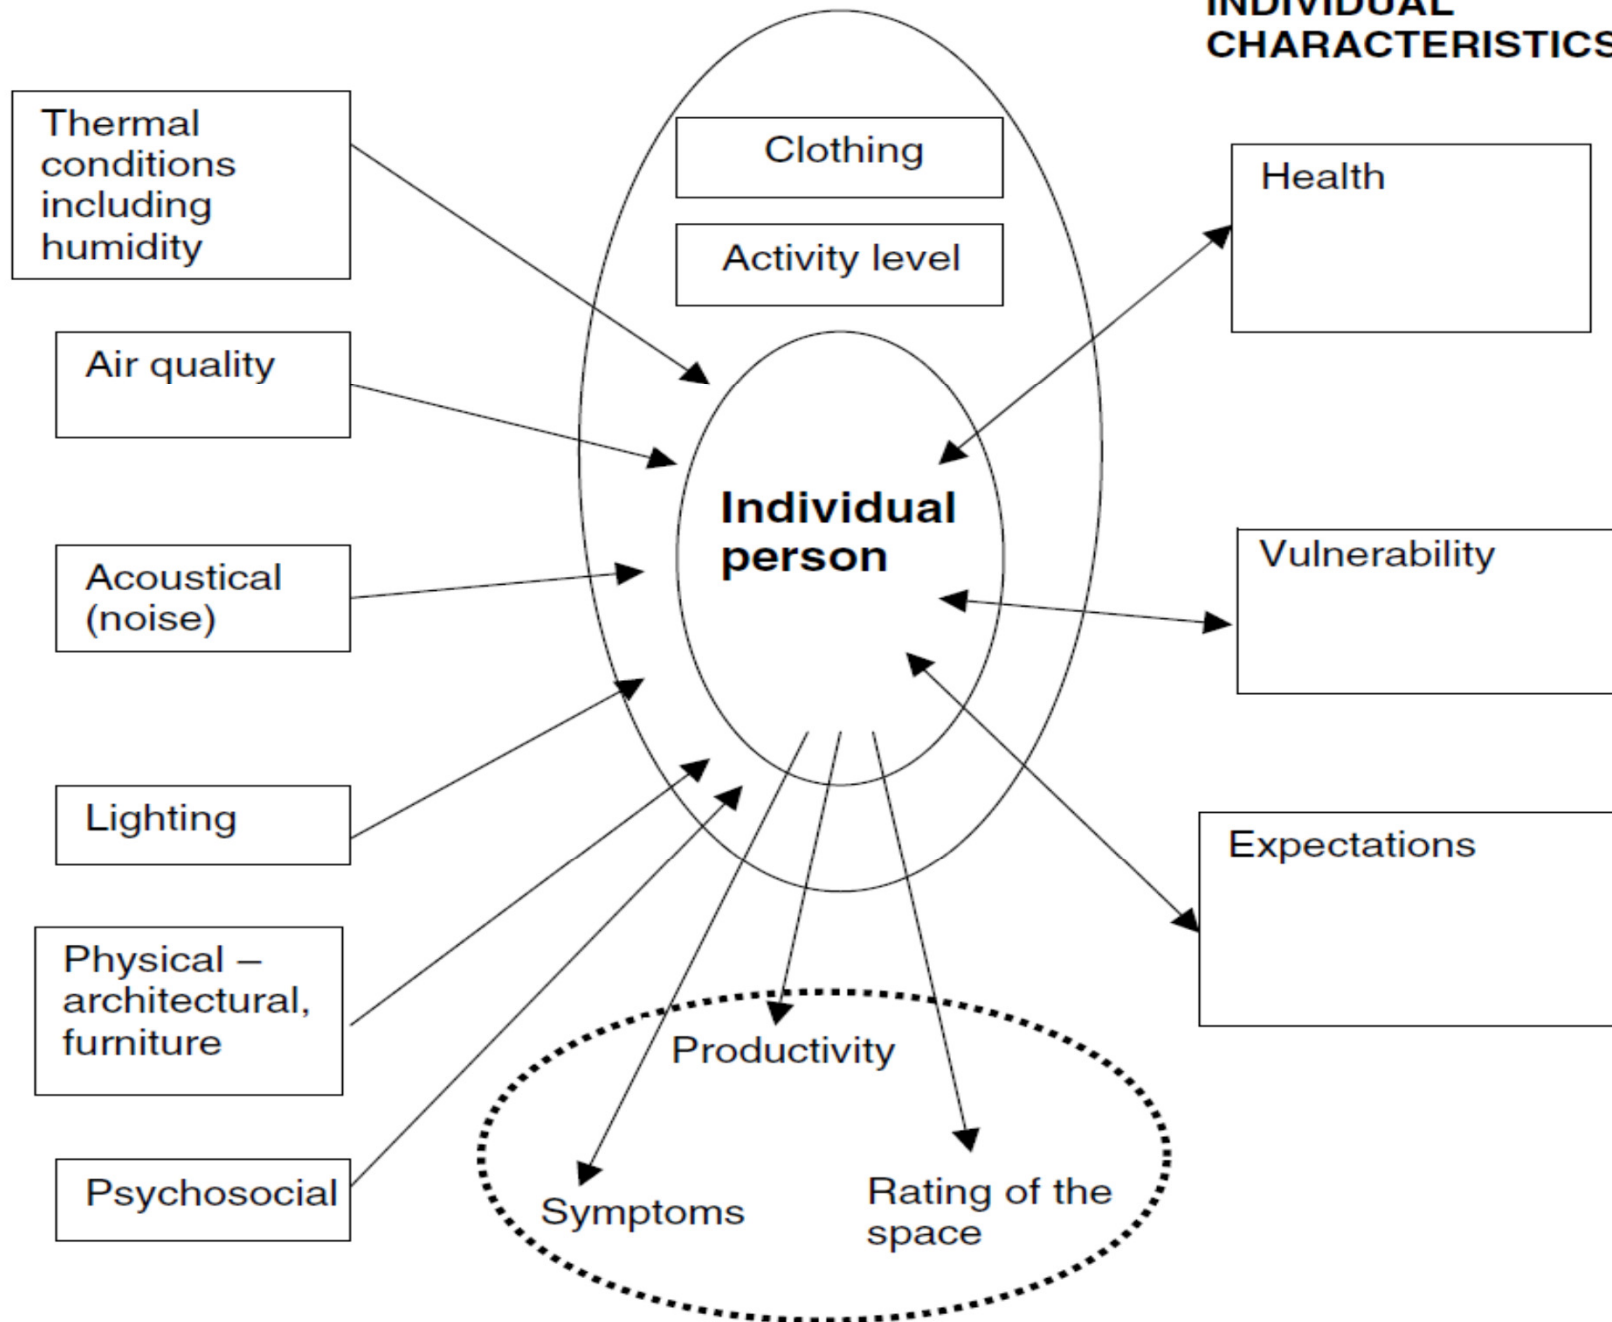 INDIVIDUAL
CHARACTERISTICS
Thermal
conditions
including
humidity
Clothing
Health
Activity level
Air quality
Individual
person
Vulnerability
Acoustical
(noise)
Lighting
Expectations
Physical –
architectural,
furniture
Productivity
Psychosocial
Symptoms
Rating of the
space